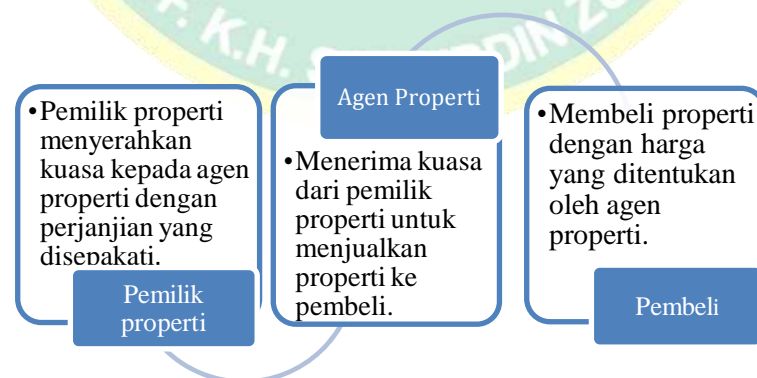 F. K.H.
•Pemilik properti
menyerahkan
kuasa kepada agen
properti dengan
perjanjian yang
disepakati.
Pemilik
properti
Agen Properti
•Menerima kuasa
dari pemilik
properti untuk
menjualkan
properti ke
pembeli.
•Membeli properti
dengan harga
yang ditentukan
oleh agen
properti.
Pembeli